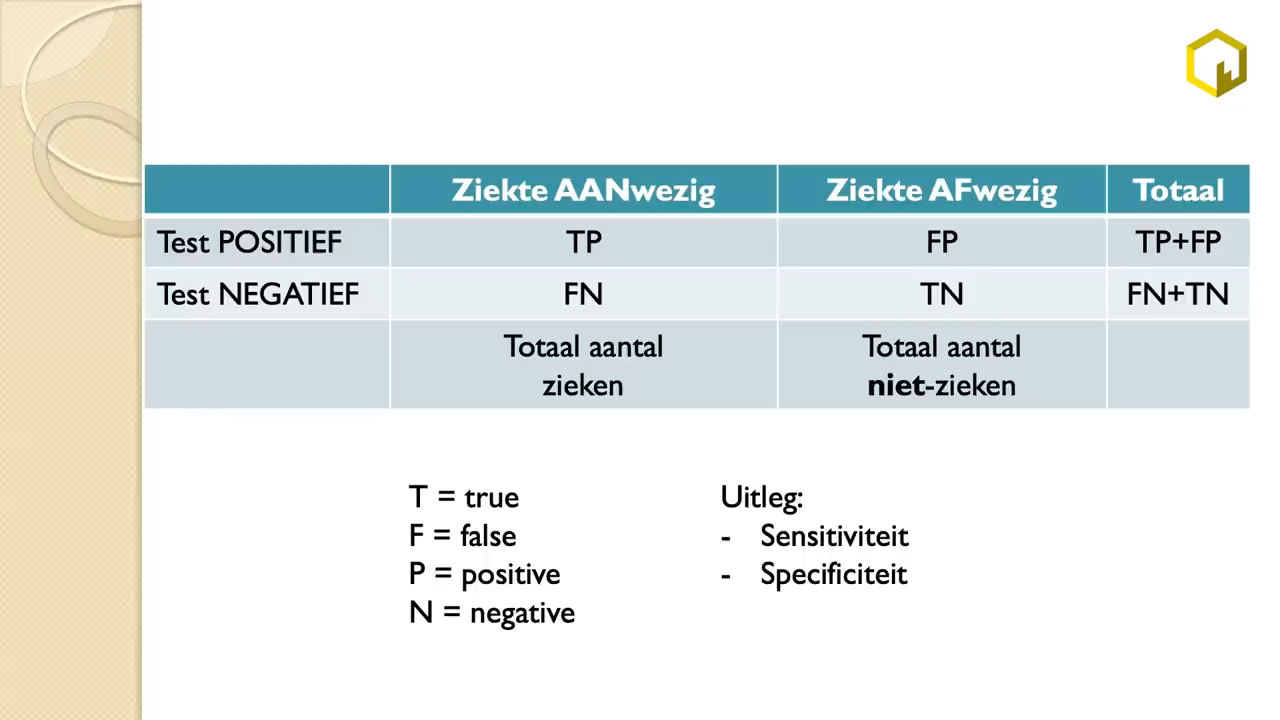 Ziekte AANwezig Ziekte AFwezig Totaal
Test POSITIEF TP FP TP+FP
Test NEGATIEF FN TN FN+TN
Totaal aantal Totaal aantal
zieken niet-zieken
T = true
F = false
P = positive
N = negative
Uitleg:
- Sensitiviteit
- Specificiteit